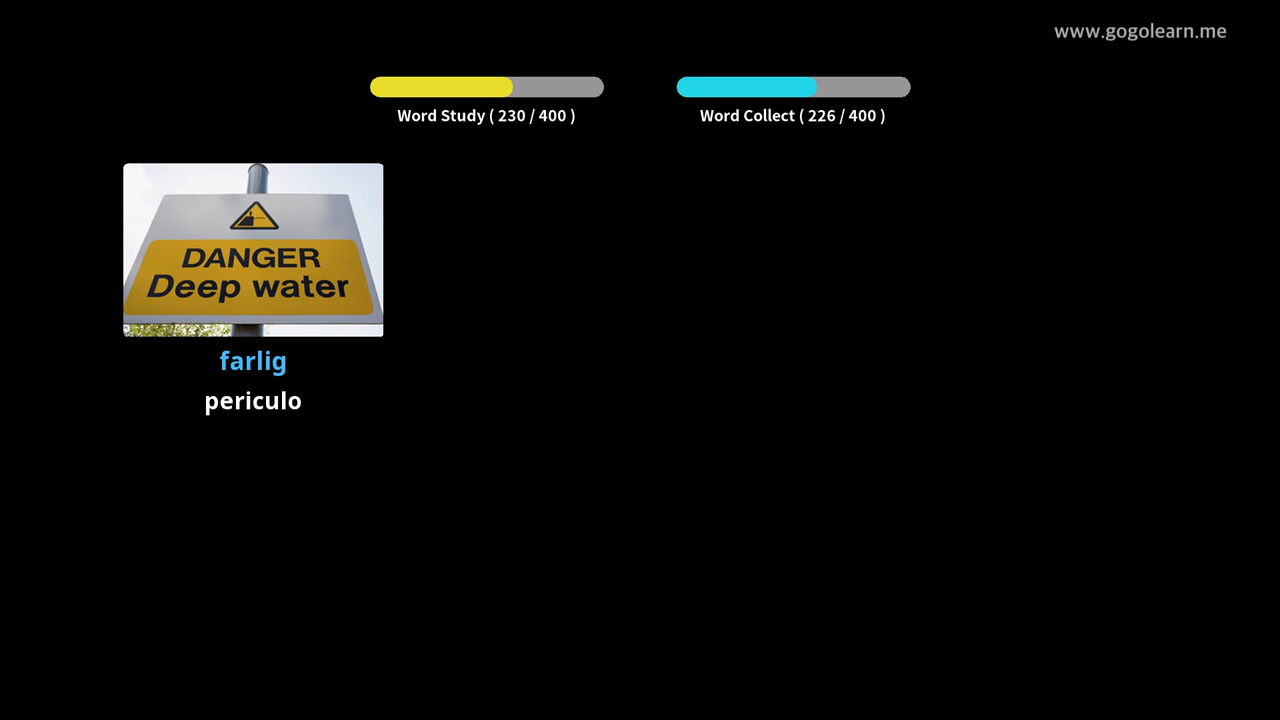 www.gogolearn.me
Word Study ( 230 / 400 )
Word Collect ( 226 / 400 )
DANGER
Deep water
farlig
periculo